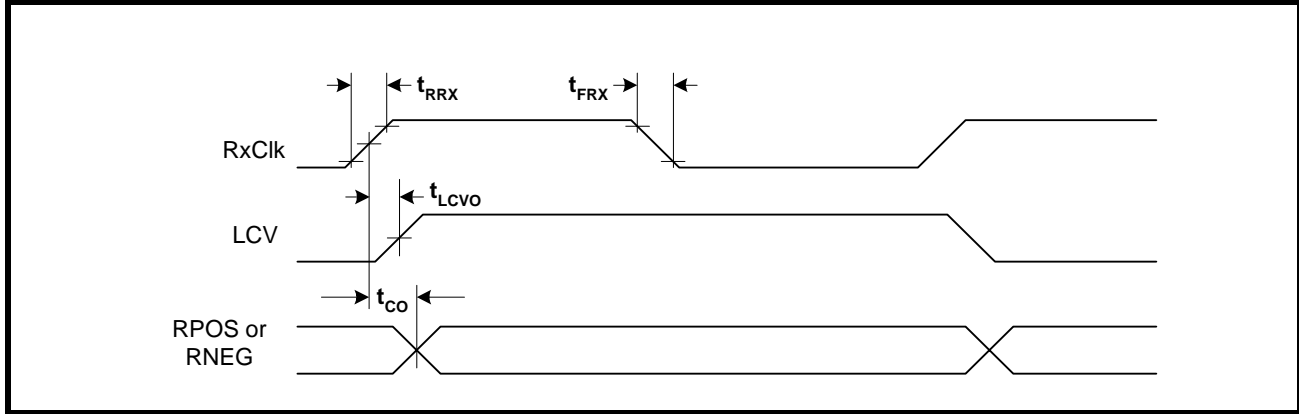 tRRX
tFRX
RxClk
tLCVO
LCV
tCO
RPOS or
RNEG